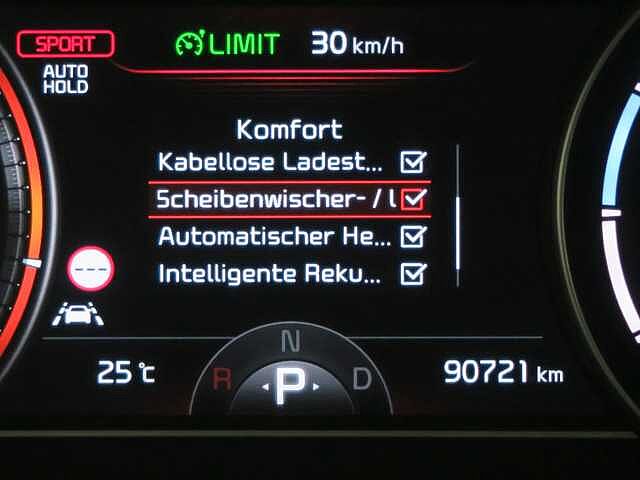 SPORT LIMIT 30 km/h
AUTO
HOLD
Komfort
Kabellose Ladest...
Scheibenwischer- / l
Automatischer He...
Intelligente Reku...
---
N
25 °C R P D 90721 km